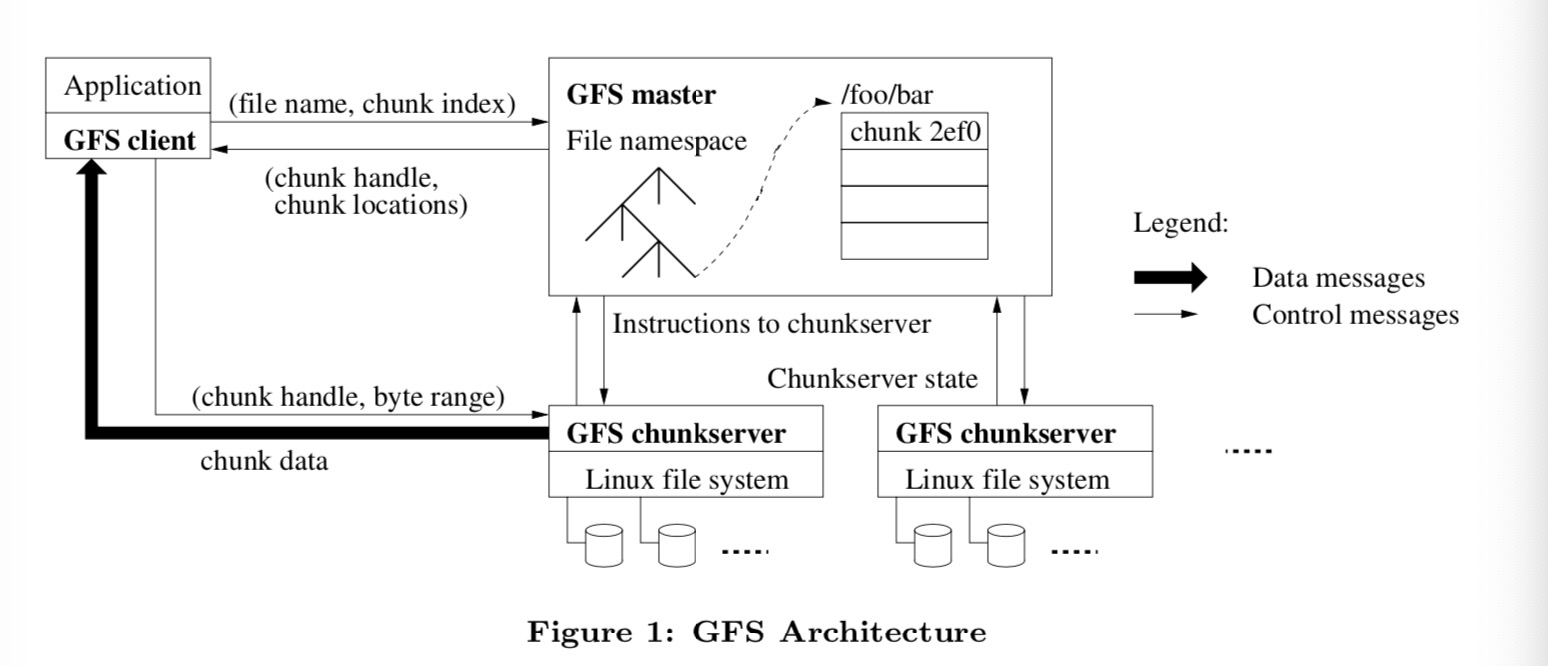 Application
GFS client
(file name, chunk index)
(chunk handle,
chunk locations)
GFS master
File namespace
/foo/bar
chunk 2ef0
Legend:
Data messages
Control messages
Instructions to chunkserver
Chunkserver state
(chunk handle, byte range)
chunk data
GFS chunkserver
Linux file system
GFS chunkserver
Linux file system
Figure 1: GFS Architecture